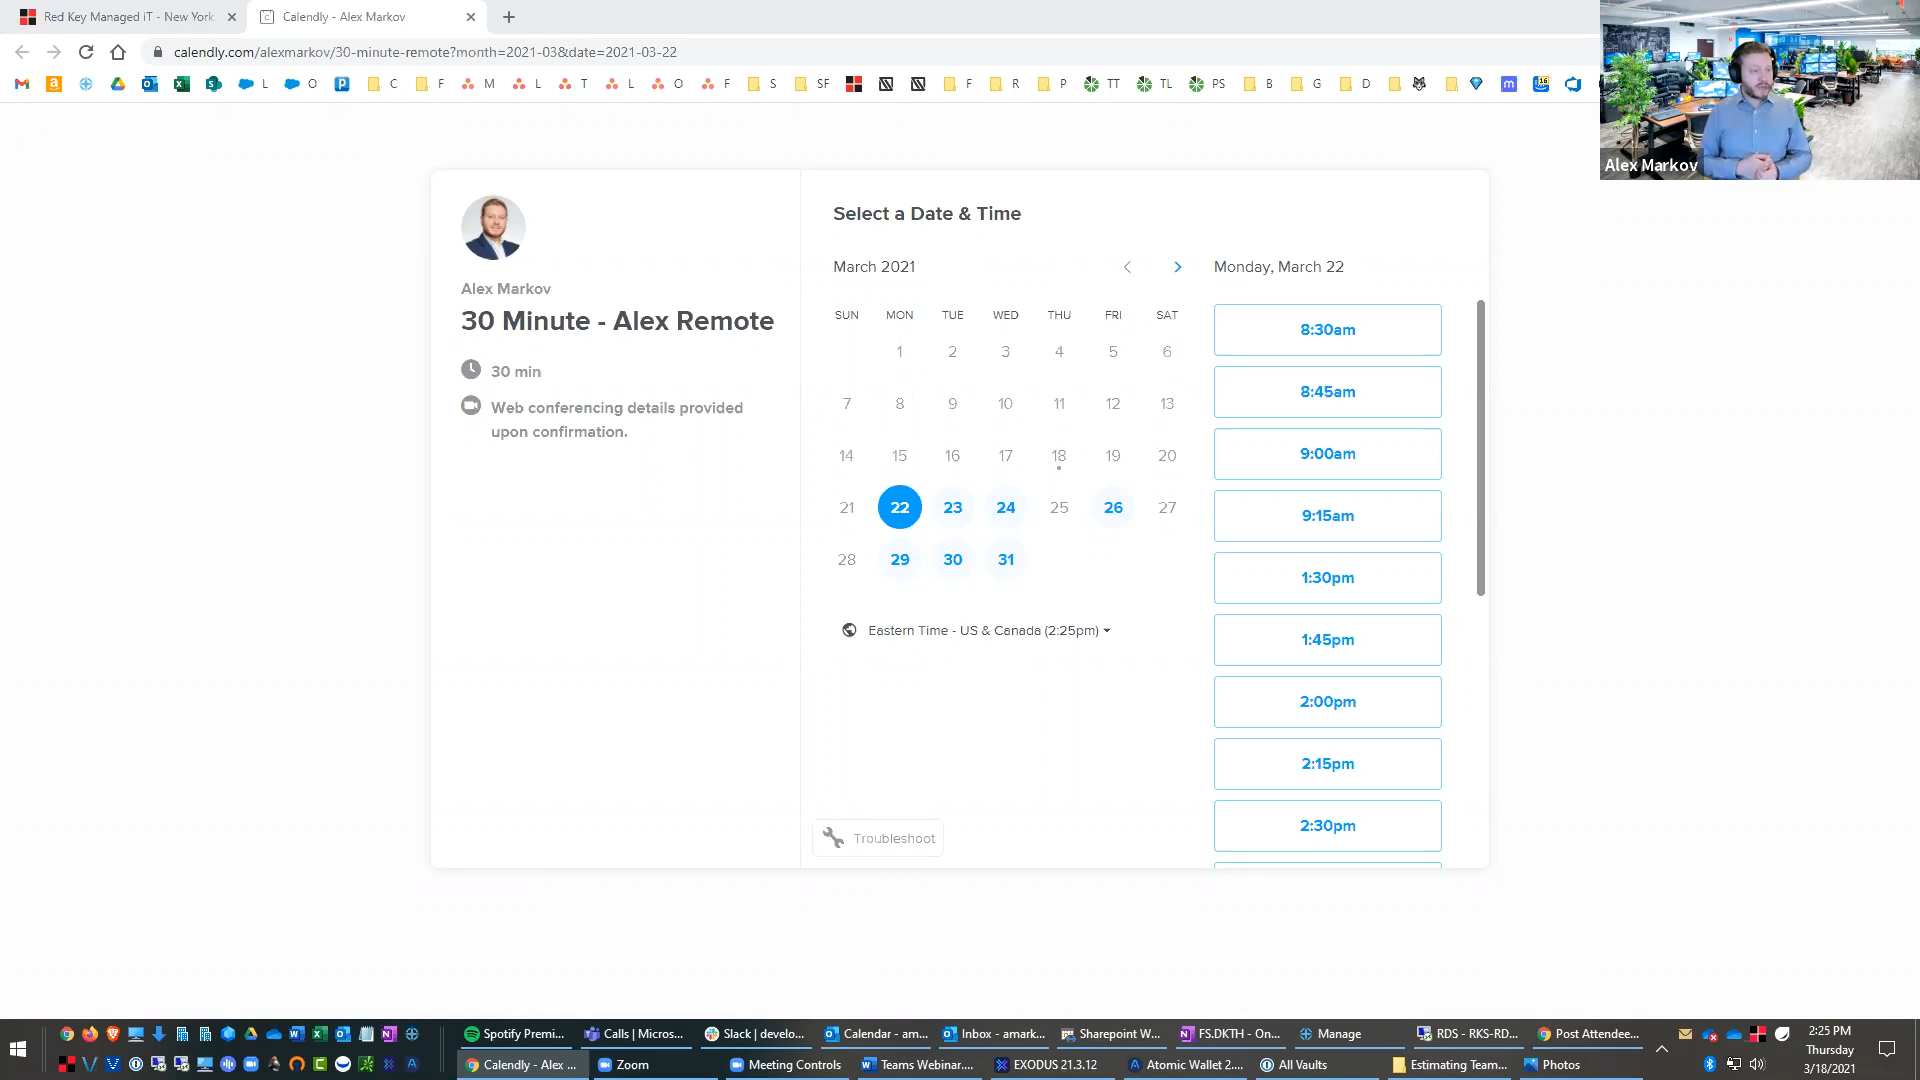 Red Key Managed iT - New York
Calendly - Alex Markov
calendly.com/alexmarkov/30-minute-remote?month=2021-03&date=2021-03-22
L O C F M L T L O F S SF F R P TT TL PS B G D m 16
Alex Markov
Alex Markov
30 Minute - Alex Remote
30 min
Web conferencing details provided
upon confirmation.
Select a Date & Time
March 2021
SUN MON TUE WED THU FRI SAT
1 2 3 4 5 6
7 8 9 10 11 12 13
14 15 16 17 18 19 20
21 22 23 24 25 26 27
28 29 30 31
Eastern Time - US & Canada (2:25pm)
Troubleshoot
Monday, March 22
8:30am
8:45am
9:00am
9:15am
1:30pm
1:45pm
2:00pm
2:15pm
2:30pm
Spotify Premi... Calls | Micros... Slack | develo... Calendar - am... Inbox - amark... Sharepoint W... FS.DKTH - On... Manage RDS - RKS-RD... Post Attendee...
Calendly - Alex ... Zoom Meeting Controls Teams Webinar.... EXODUS 21.3.12 Atomic Wallet 2.... All Vaults Estimating Team... Photos
2:25 PM
Thursday
3/18/2021